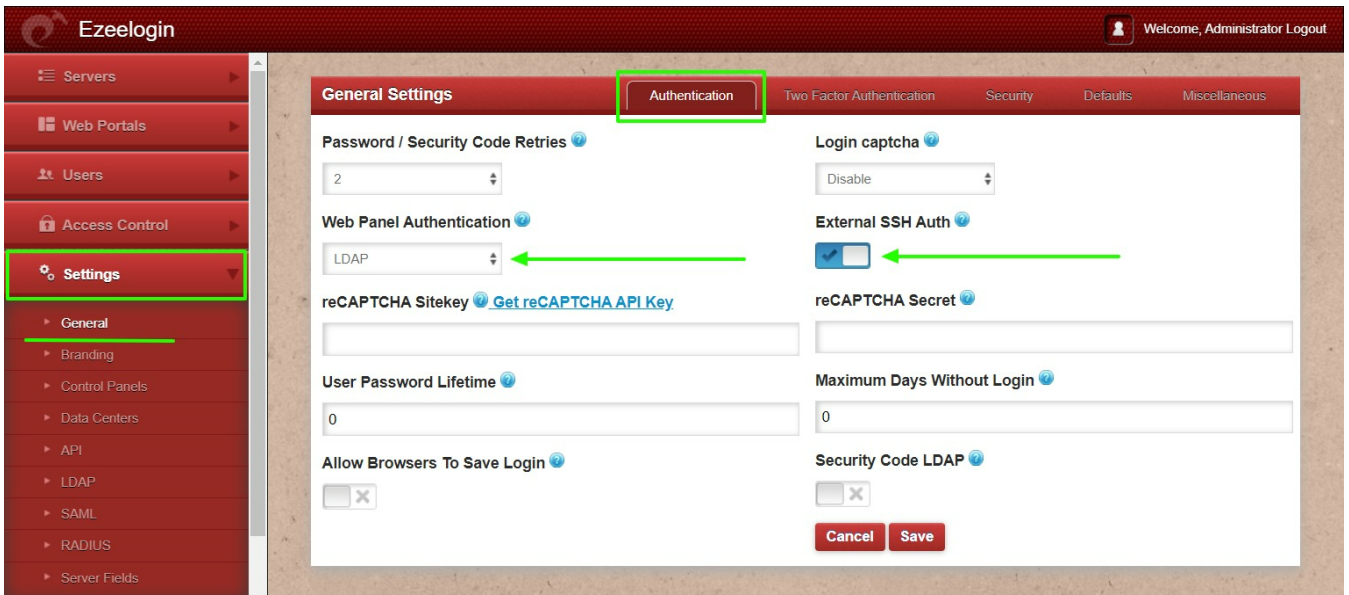 Ezeelogin
Welcome, Administrator Logout
Servers
Web Portals
Users
Access Control
Settings
General
Branding
Control Panels
Data Centers
API
LDAP
SAML
RADIUS
Server Fields
General Settings
Authentication
Two Factor Authentication
Security
Defaults
Miscellaneous
Password / Security Code Retries
2
Login captcha
Disable
Web Panel Authentication
LDAP
External SSH Auth
reCAPTCHA Sitekey Get reCAPTCHA API Key
reCAPTCHA Secret
User Password Lifetime
0
Maximum Days Without Login
0
Allow Browsers To Save Login
Security Code LDAP
Cancel
Save